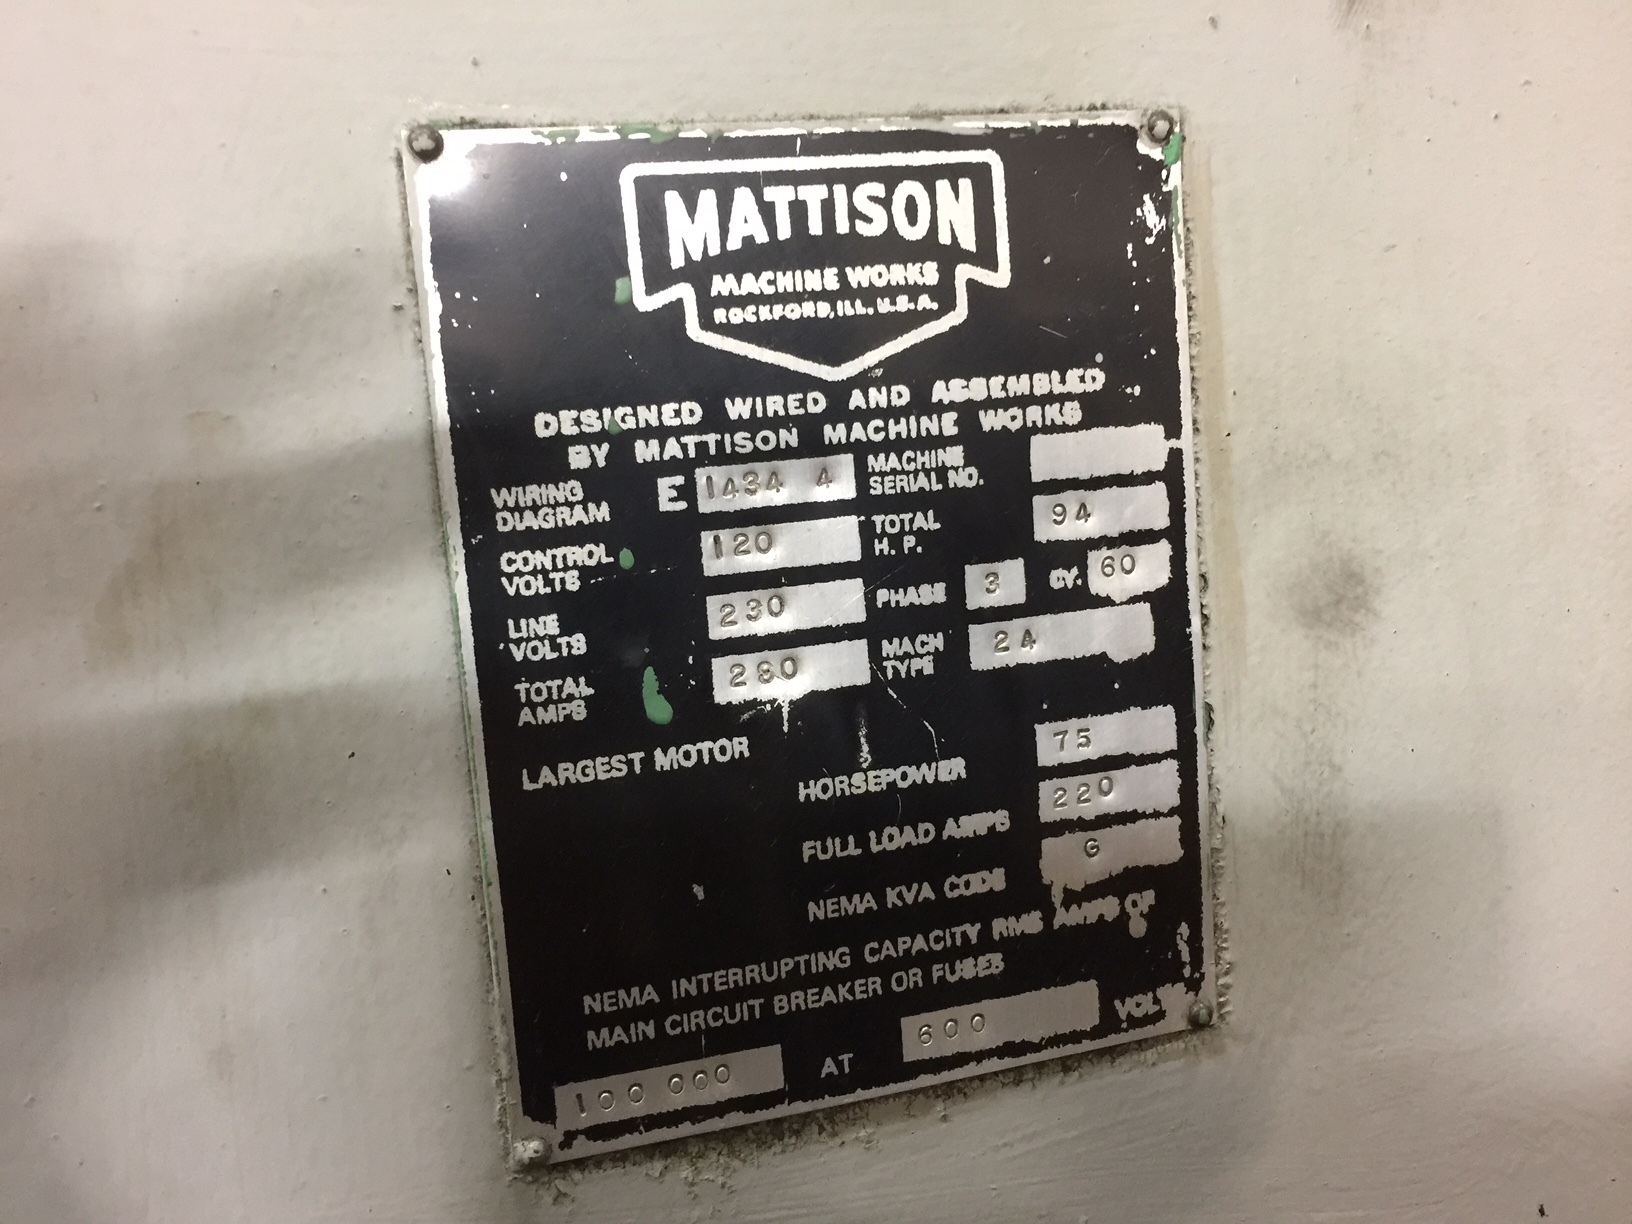 MATTISON
MACHINE WORKS
ROCKFORD, ILL. U.S.A.
DESIGNED WIRED AND ASSEMBLED
BY MATTISON MACHINE WORKS
WIRING
DIAGRAM E 1434 4
MACHINE
SERIAL NO.
CONTROL
VOLTS 120
TOTAL
H. P. 94
LINE
VOLTS 230
PHASE 3 CY. 60
TOTAL
AMPS 280
MACH
TYPE 24
LARGEST MOTOR
HORSEPOWER 75
FULL LOAD AMPS 220
NEMA KVA CODE G
NEMA INTERRUPTING CAPACITY RMS AMPS OF
MAIN CIRCUIT BREAKER OR FUSES
100 000 AT 600 VOLTS